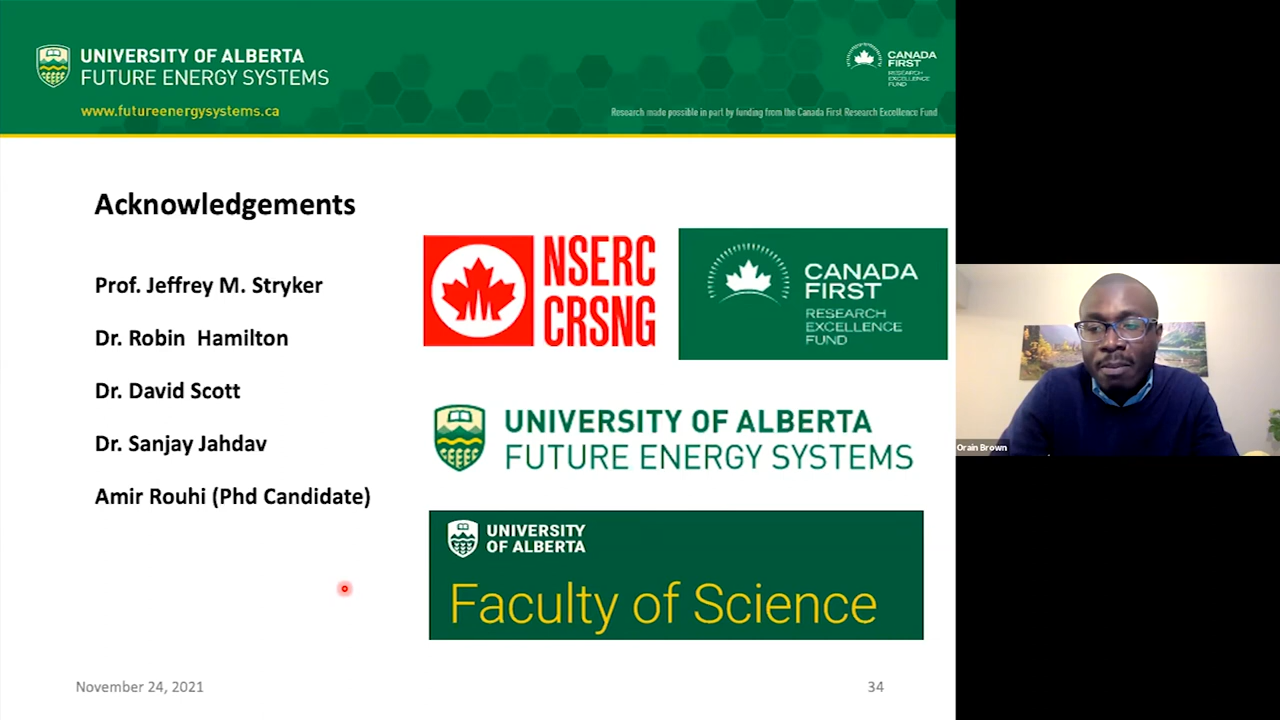 UNIVERSITY OF ALBERTA
FUTURE ENERGY SYSTEMS
www.futureenergysystems.ca
CANADA
FIRST
RESEARCH
EXCELLENCE
FUND
Research made possible in part by funding from the Canada First Research Excellence Fund
Acknowledgements
Prof. Jeffrey M. Stryker
Dr. Robin  Hamilton
Dr. David Scott
Dr. Sanjay Jahdav
Amir Rouhi (Phd Candidate)
NSERC
CRSNG
CANADA
FIRST
RESEARCH
EXCELLENCE
FUND
UNIVERSITY OF ALBERTA
FUTURE ENERGY SYSTEMS
UNIVERSITY
OF ALBERTA
Faculty of Science
November 24, 2021
34
Orain Brown